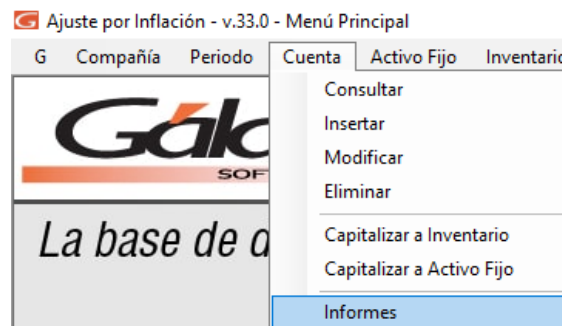 Ajuste por Inflación - v.33.0 - Menú Principal
G Compañía Periodo Cuenta Activo Fijo
Consultar
Insertar
Modificar
Eliminar
Capitalizar a Inventario
Capitalizar a Activo Fijo
Informes
La base de